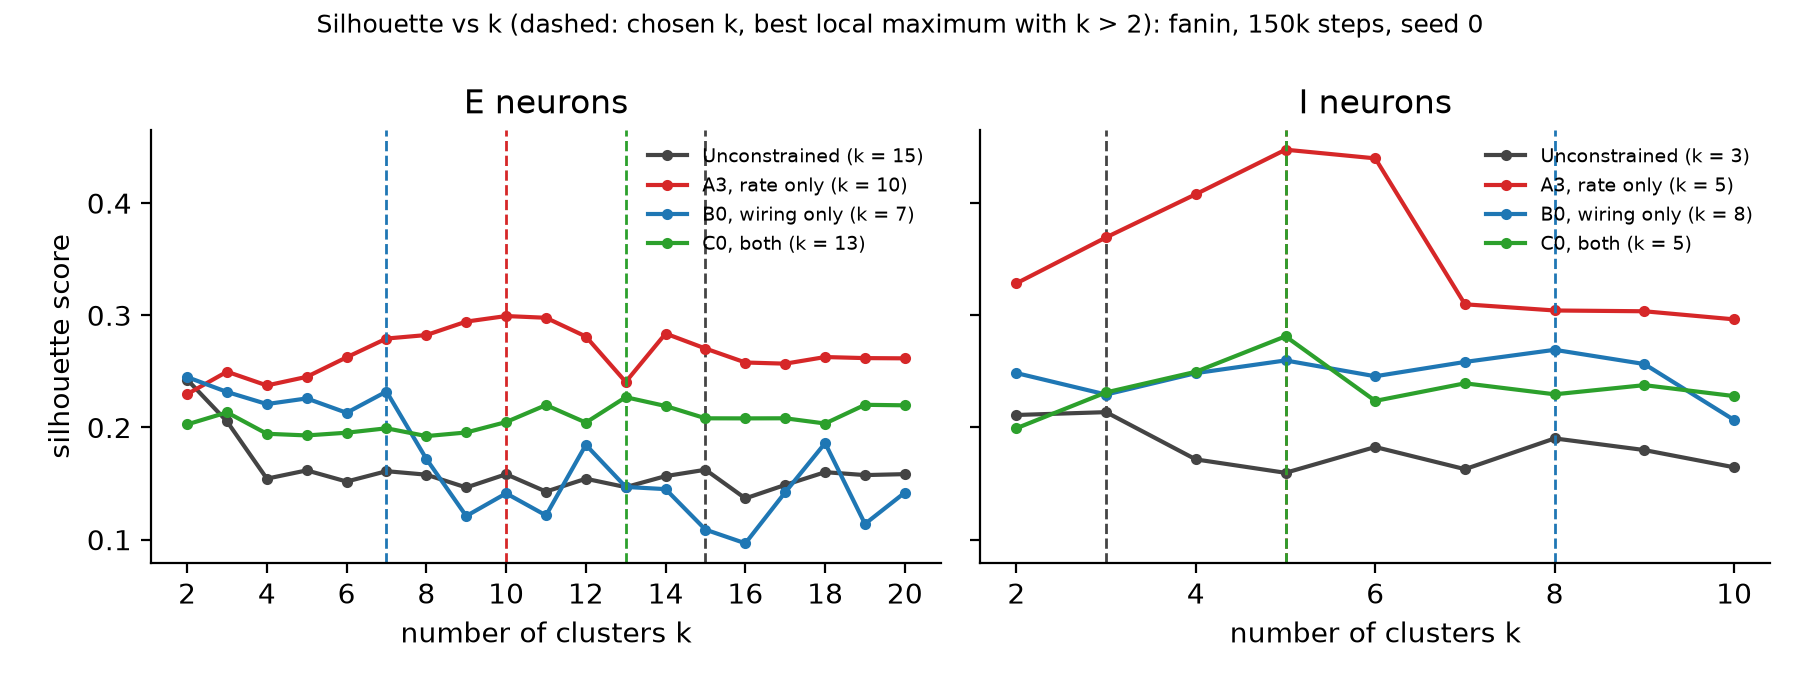 Silhouette vs k (dashed: chosen k, best local maximum with k > 2): fanin, 150k steps, seed 0
E neurons
Unconstrained (k = 15)
A3, rate only (k = 10)
B0, wiring only (k = 7)
C0, both (k = 13)
silhouette score
0.4
0.3
0.2
0.1
2 4 6 8 10 12 14 16 18 20
number of clusters k
I neurons
Unconstrained (k = 3)
A3, rate only (k = 5)
B0, wiring only (k = 8)
C0, both (k = 5)
2 4 6 8 10
number of clusters k